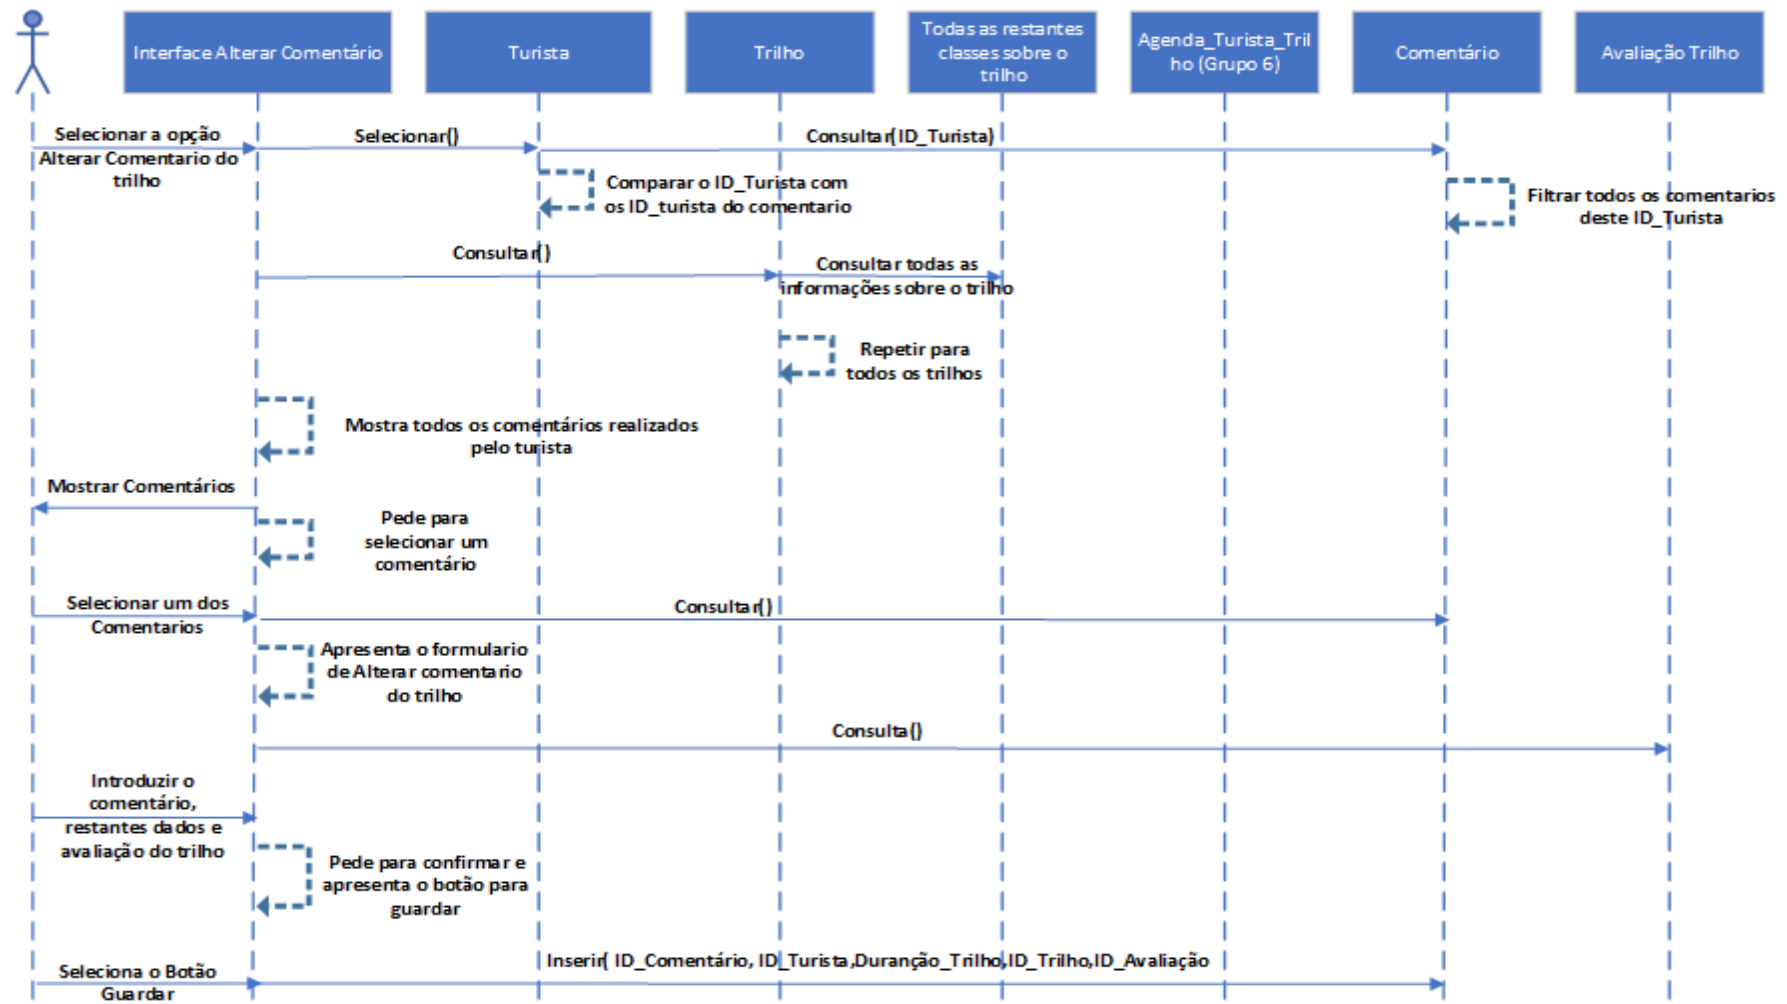 Interface Alterar Comentário
Turista
Trilho
Todas as restantes
classes sobre o
trilho
Agenda_Turista_Tril
ho (Grupo 6)
Comentário
Avaliação Trilho
Selecionar a opção
Alterar Comentario do
trilho
Selecionar()
Consultar(ID_Turista)
Comparar o ID_Turista com
os ID_turista do comentario
Filtrar todos os comentarios
deste ID_Turista
Consultar()
Consultar todas as
informações sobre o trilho
Repetir para
todos os trilhos
Mostra todos os comentários realizados
pelo turista
Mostrar Comentários
Pede para
selecionar um
comentário
Selecionar um dos
Comentarios
Consultar()
Apresenta o formulario
de Alterar comentario
do trilho
Consulta()
Introduzir o
comentário,
restantes dados e
avaliação do trilho
Pede para confirmar e
apresenta o botão para
guardar
Seleciona o Botão
Guardar
Inserir( ID_Comentário, ID_Turista,Duranção_Trilho,ID_Trilho,ID_Avaliação